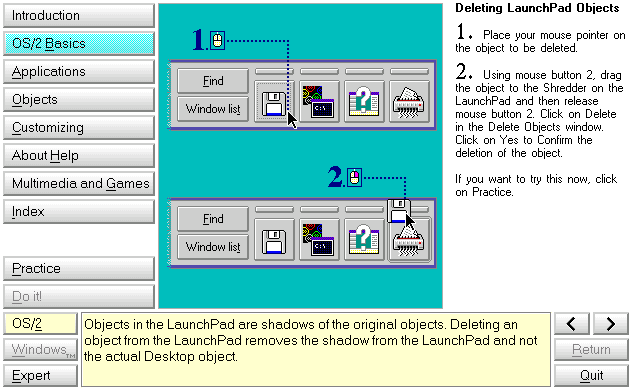 Introduction
OS/2 Basics
Applications
Objects
Customizing
About Help
Multimedia and Games
Index
Practice
Do it!
1.
Find
Window list
C:\
2.
Find
Window list
C:\
Deleting LaunchPad Objects
1. Place your mouse pointer on
the object to be deleted.
2. Using mouse button 2, drag
the object to the Shredder on the
LaunchPad and then release
mouse button 2. Click on Delete
in the Delete Objects window.
Click on Yes to Confirm the
deletion of the object.
If you want to try this now, click
on Practice.
OS/2
Windows™
Expert
Objects in the LaunchPad are shadows of the original objects. Deleting an
object from the LaunchPad removes the shadow from the LaunchPad and not
the actual Desktop object.
Return
Quit